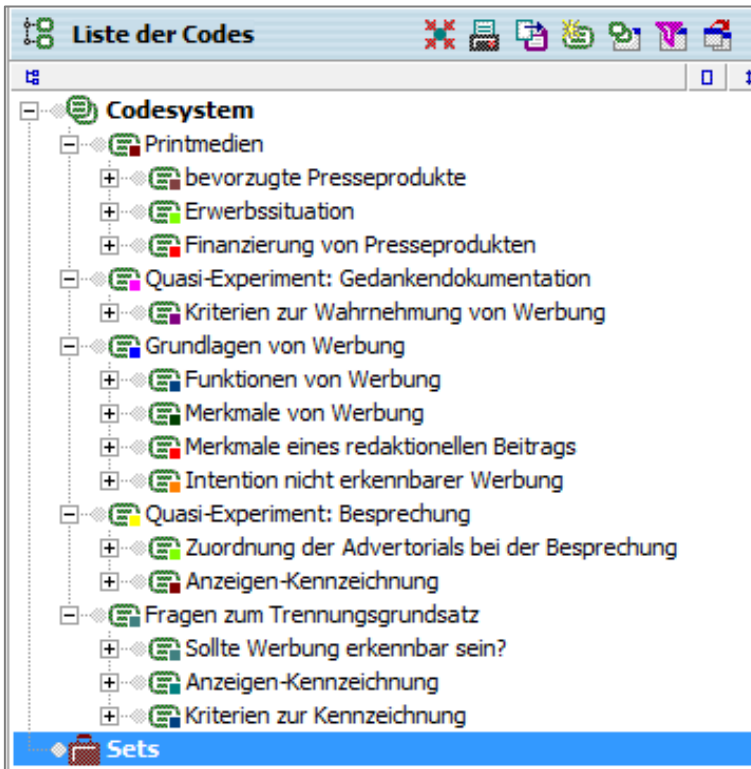 Liste der Codes
Codesystem
Printmedien
bevorzugte Presseprodukte
Erwerbssituation
Finanzierung von Presseprodukten
Quasi-Experiment: Gedankendokumentation
Kriterien zur Wahrnehmung von Werbung
Grundlagen von Werbung
Funktionen von Werbung
Merkmale von Werbung
Merkmale eines redaktionellen Beitrags
Intention nicht erkennbarer Werbung
Quasi-Experiment: Besprechung
Zuordnung der Advertorials bei der Besprechung
Anzeigen-Kennzeichnung
Fragen zum Trennungsgrundsatz
Sollte Werbung erkennbar sein?
Anzeigen-Kennzeichnung
Kriterien zur Kennzeichnung
Sets